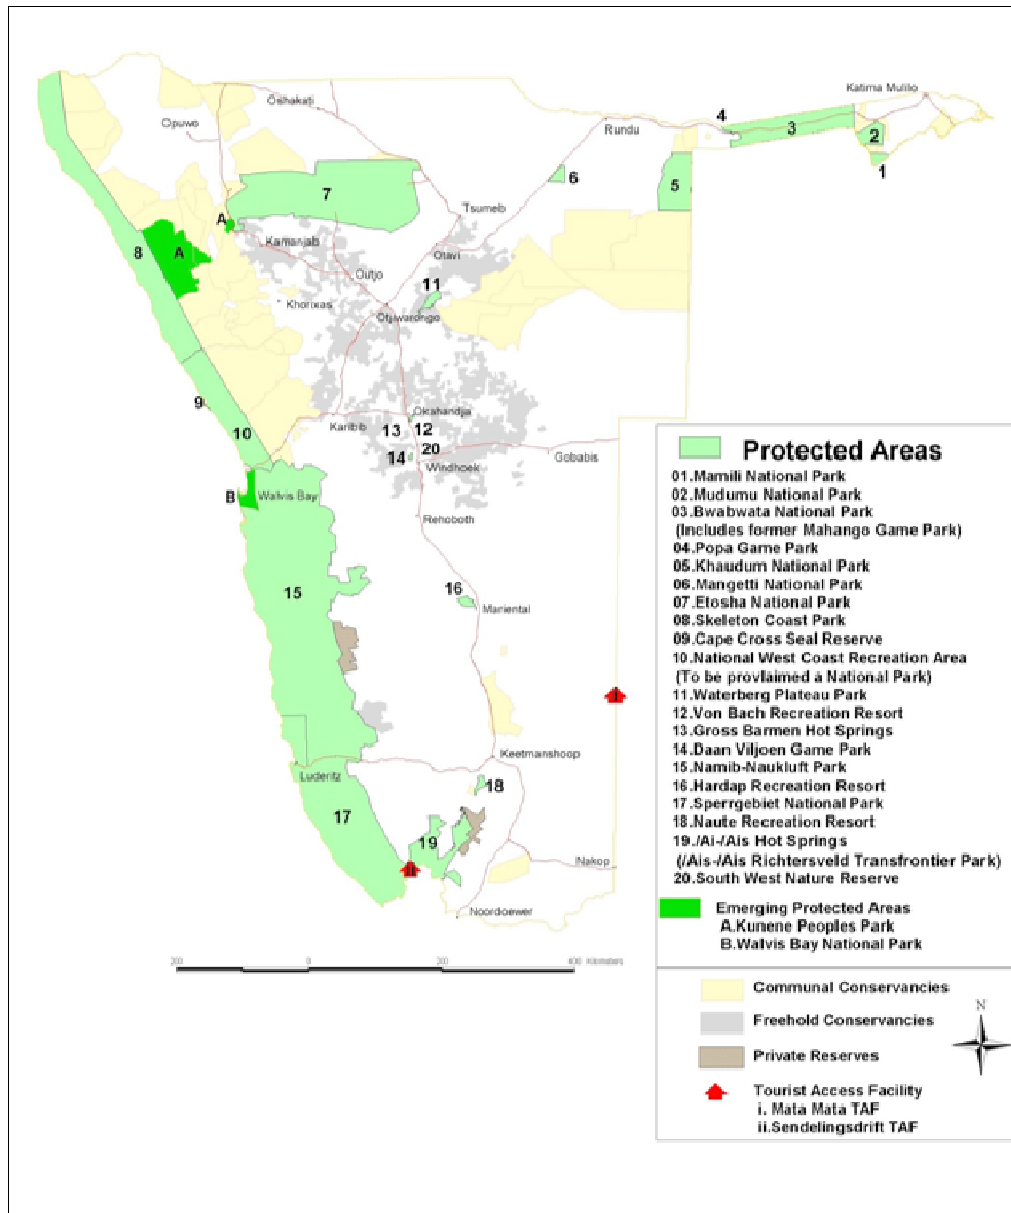 Katima Mulilo
Oshakati
Opuwo
4
Rundu
3
2
1
7
6
5
Tsumeb
A
Kamanjab
8
A
Otavi
Outjo
11
Khorixas
Otjiwarongo
9
Okahandja
10
Karibib
13
12
20
14
Gobabis
Windhoek
B
Walvis Bay
Rehoboth
15
16
Mariental
Keetmanshoop
Luderitz
18
17
19
Nakop
Noordoewer
200
0
200
400 Kilometers
Protected Areas
01.Mamili National Park
02.Mudumu National Park
03.Bwabwata National Park
(Includes former Mahango Game Park)
04.Popa Game Park
05.Khaudum National Park
06.Mangetti National Park
07.Etosha National Park
08.Skeleton Coast Park
09.Cape Cross Seal Reserve
10.National West Coast Recreation Area
(To be provlaimed a National Park)
11.Waterberg Plateau Park
12.Von Bach Recreation Resort
13.Gross Barmen Hot Springs
14.Daan Viljoen Game Park
15.Namib-Naukluft Park
16.Hardap Recreation Resort
17.Sperrgebiet National Park
18.Naute Recreation Resort
19./Ai-/Ais Hot Springs
(/Ais-/Ais Richtersveld Transfrontier Park)
20.South West Nature Reserve
Emerging Protected Areas
A.Kunene Peoples Park
B.Walvis Bay National Park
Communal Conservancies
Freehold Conservancies
Private Reserves
Tourist Access Facility
i. Mata Mata TAF
ii.Sendelingsdrift TAF
N